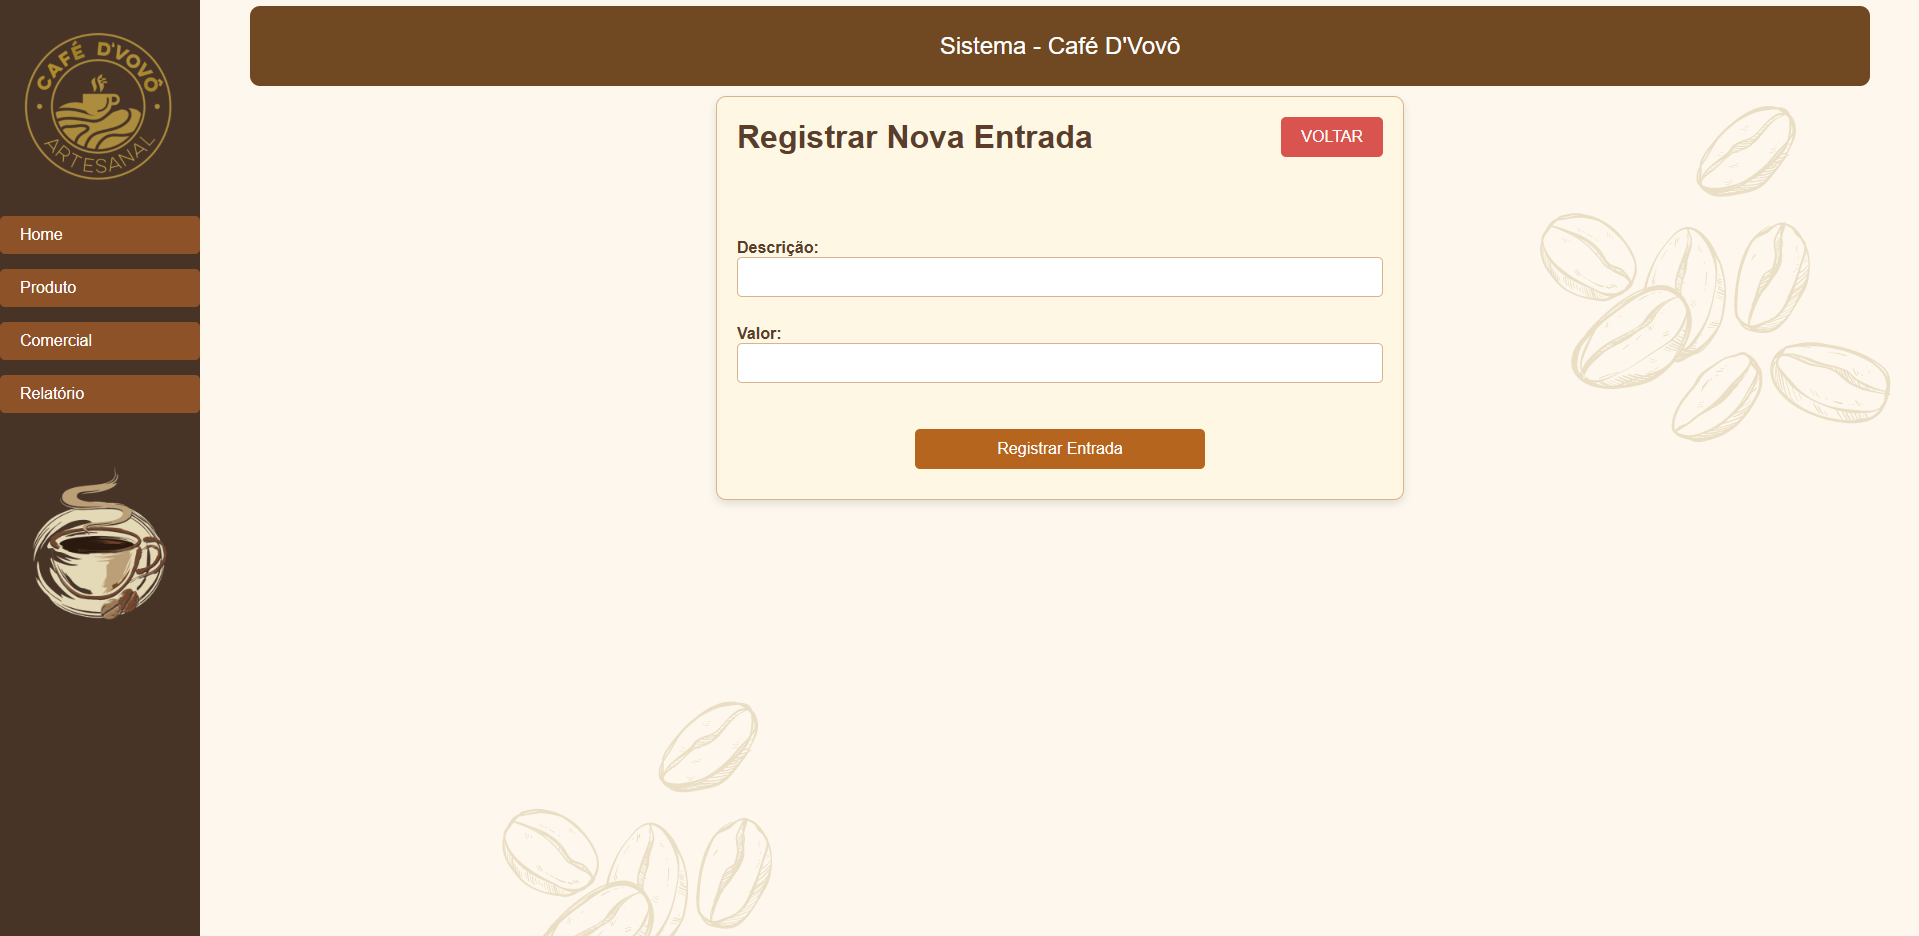 CAFÉ D'VOVÔ
ARTESANAL
Home
Produto
Comercial
Relatório
Sistema - Café D'Vovô
Registrar Nova Entrada
VOLTAR
Descrição:
Valor:
Registrar Entrada